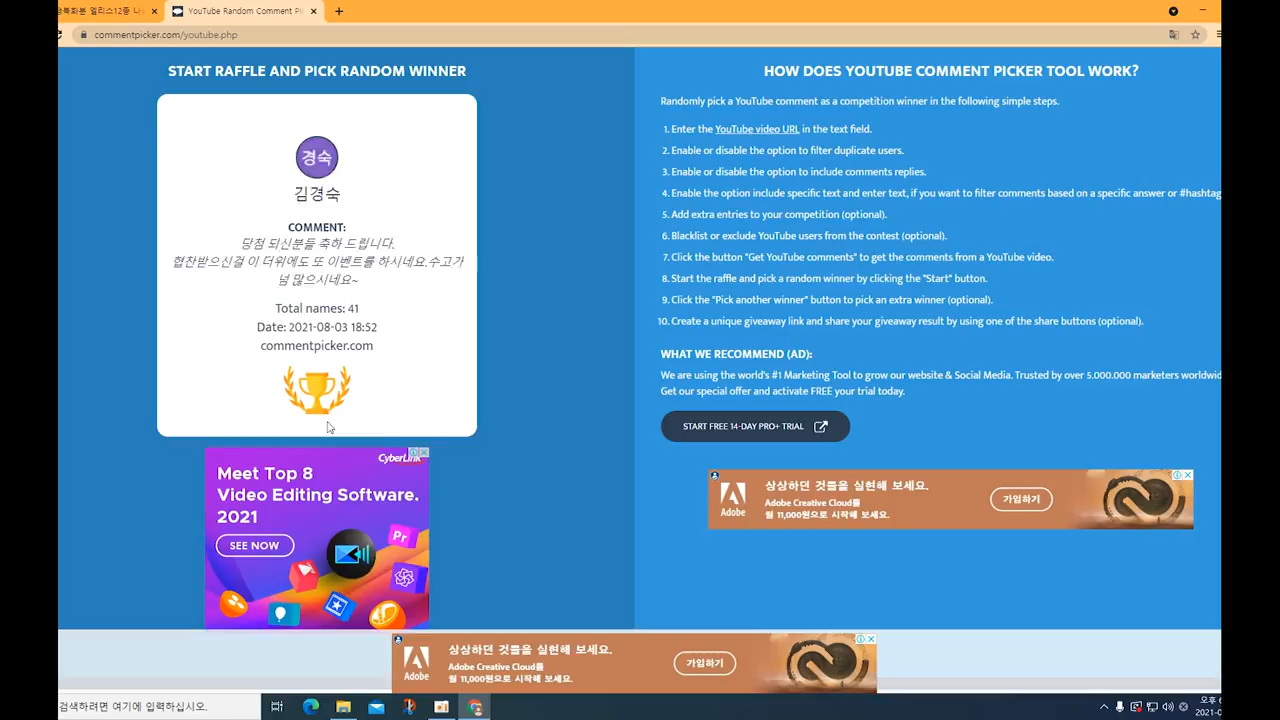 YouTube Random Comment Pi
commentpicker.com/youtube.php
START RAFFLE AND PICK RANDOM WINNER
경숙
김경숙
COMMENT:
당첨 되신분들 축하 드립니다.
협찬받으신걸 이 더위에도 또 이벤트를 하시네요.수고가
넘 많으시네요~
Total names: 41
Date: 2021-08-03 18:52
commentpicker.com
CyberLink
Meet Top 8
Video Editing Software.
2021
SEE NOW
Pr
HOW DOES YOUTUBE COMMENT PICKER TOOL WORK?
Randomly pick a YouTube comment as a competition winner in the following simple steps.
1. Enter the YouTube video URL in the text field.
2. Enable or disable the option to filter duplicate users.
3. Enable or disable the option to include comments replies.
4. Enable the option include specific text and enter text, if you want to filter comments based on a specific answer or #hashtag
5. Add extra entries to your competition (optional).
6. Blacklist or exclude YouTube users from the contest (optional).
7. Click the button "Get YouTube comments" to get the comments from a YouTube video.
8. Start the raffle and pick a random winner by clicking the "Start" button.
9. Click the "Pick another winner" button to pick an extra winner (optional).
10. Create a unique giveaway link and share your giveaway result by using one of the share buttons (optional).
WHAT WE RECOMMEND (AD):
We are using the world's #1 Marketing Tool to grow our website & Social Media. Trusted by over 5.000.000 marketers worldwid
Get our special offer and activate FREE your trial today.
START FREE 14-DAY PRO+ TRIAL
Adobe
상상하던 것들을 실현해 보세요.
Adobe Creative Cloud를
월 11,000원으로 시작해 보세요.
가입하기
Adobe
상상하던 것들을 실현해 보세요.
Adobe Creative Cloud를
월 11,000원으로 시작해 보세요.
가입하기
검색하려면 여기에 입력하십시오.
오후 6
2021-0